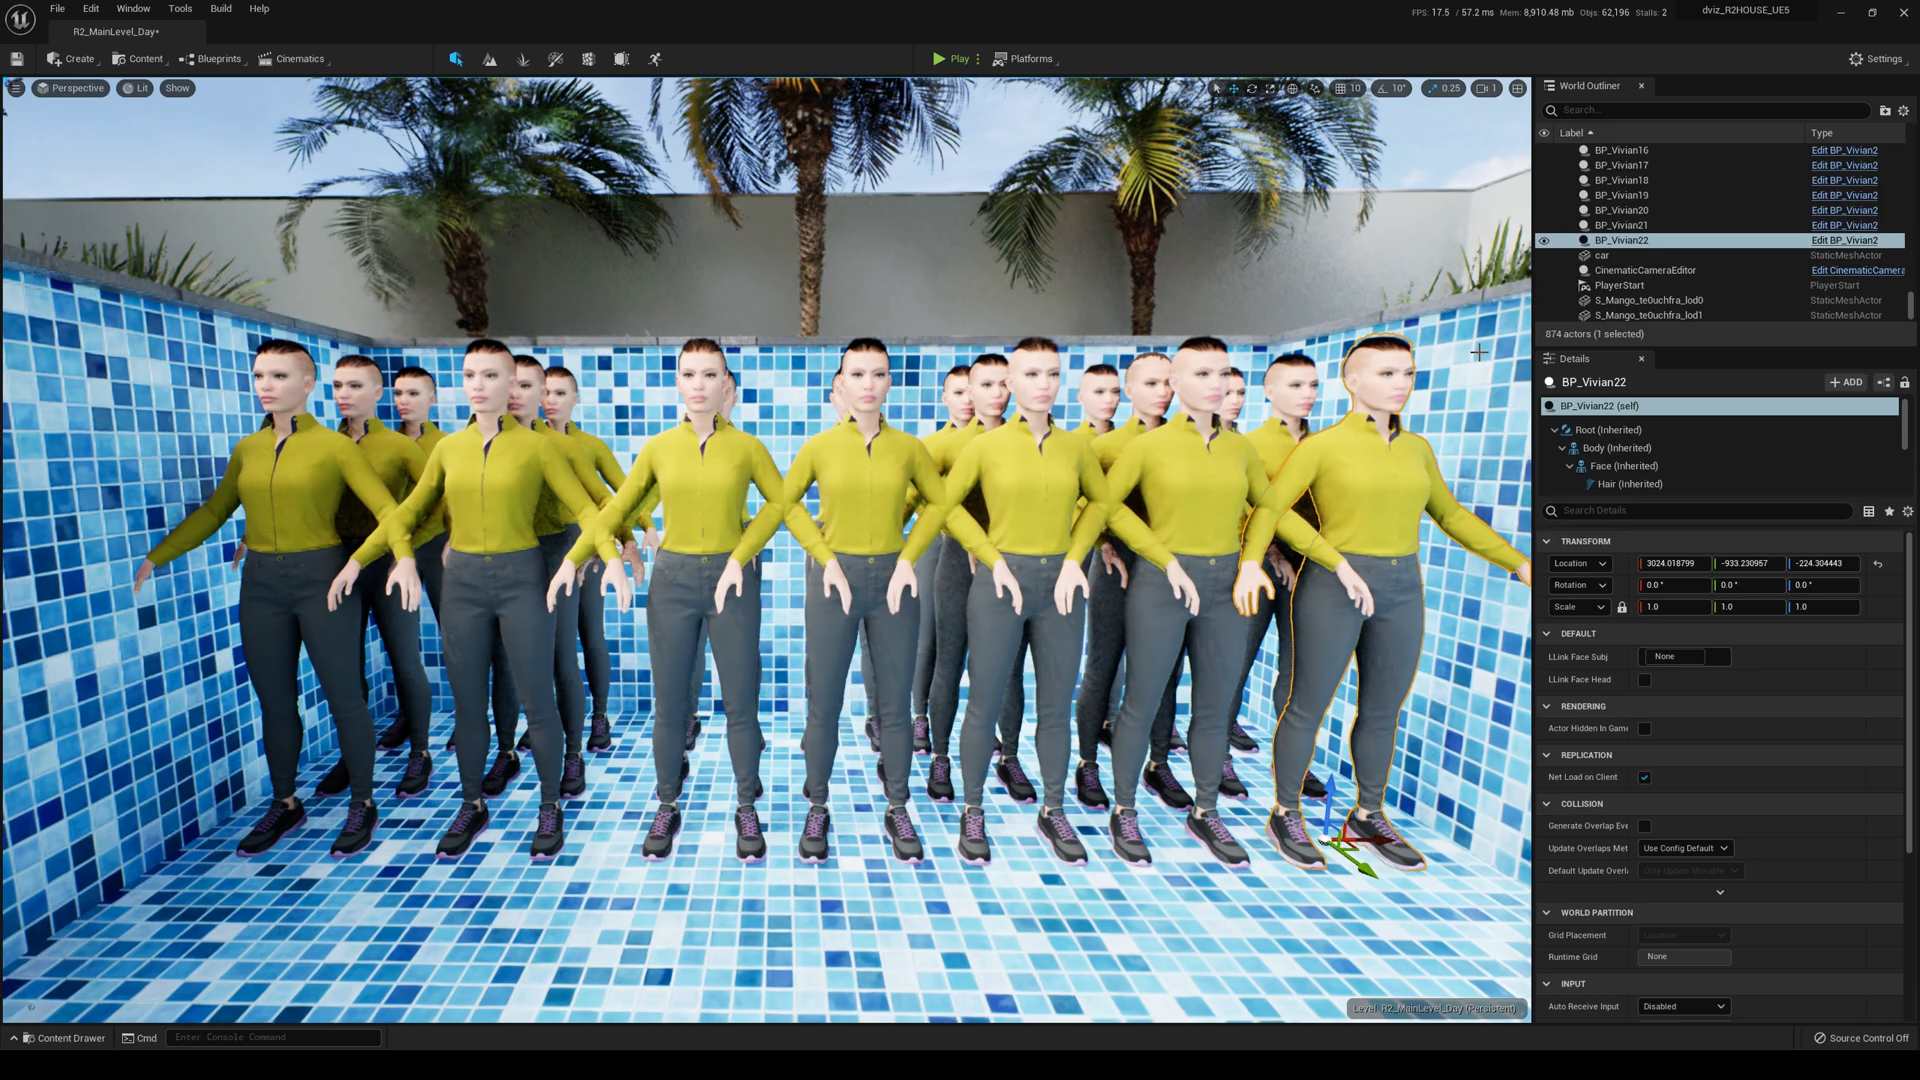 File Edit Window Tools Build Help
FPS: 17.5 / 57.2 ms Mem: 8,910.48 mb Objs: 62,196 Stalls: 2
dviz_R2HOUSE_UE5
R2_MainLevel_Day*
Create Content Blueprints Cinematics Play Platforms Settings
Perspective Lit Show
10 10° 0.25 1
World Outliner
Search...
Label Type
BP_Vivian16 Edit BP_Vivian2
BP_Vivian17 Edit BP_Vivian2
BP_Vivian18 Edit BP_Vivian2
BP_Vivian19 Edit BP_Vivian2
BP_Vivian20 Edit BP_Vivian2
BP_Vivian21 Edit BP_Vivian2
BP_Vivian22 Edit BP_Vivian2
car StaticMeshActor
CinematicCameraEditor Edit CinematicCamera
PlayerStart PlayerStart
S_Mango_te0uchfra_lod0 StaticMeshActor
S_Mango_te0uchfra_lod1 StaticMeshActor
874 actors (1 selected)
Details
BP_Vivian22 + ADD
BP_Vivian22 (self)
Root (Inherited)
Body (Inherited)
Face (Inherited)
Hair (Inherited)
Search Details
TRANSFORM
Location 3024.018799 -933.230957 -224.304443
Rotation 0.0 ° 0.0 ° 0.0 °
Scale 1.0 1.0 1.0
DEFAULT
LLink Face Subj None
LLink Face Head
RENDERING
Actor Hidden In Game
REPLICATION
Net Load on Client
COLLISION
Generate Overlap Eve
Update Overlaps Met Use Config Default
Default Update Overl Only Update Movable
WORLD PARTITION
Grid Placement Location
Runtime Grid None
INPUT
Auto Receive Input Disabled
Level: R2_MainLevel_Day (Persistent)
Content Drawer Cmd Enter Console Command Source Control Off